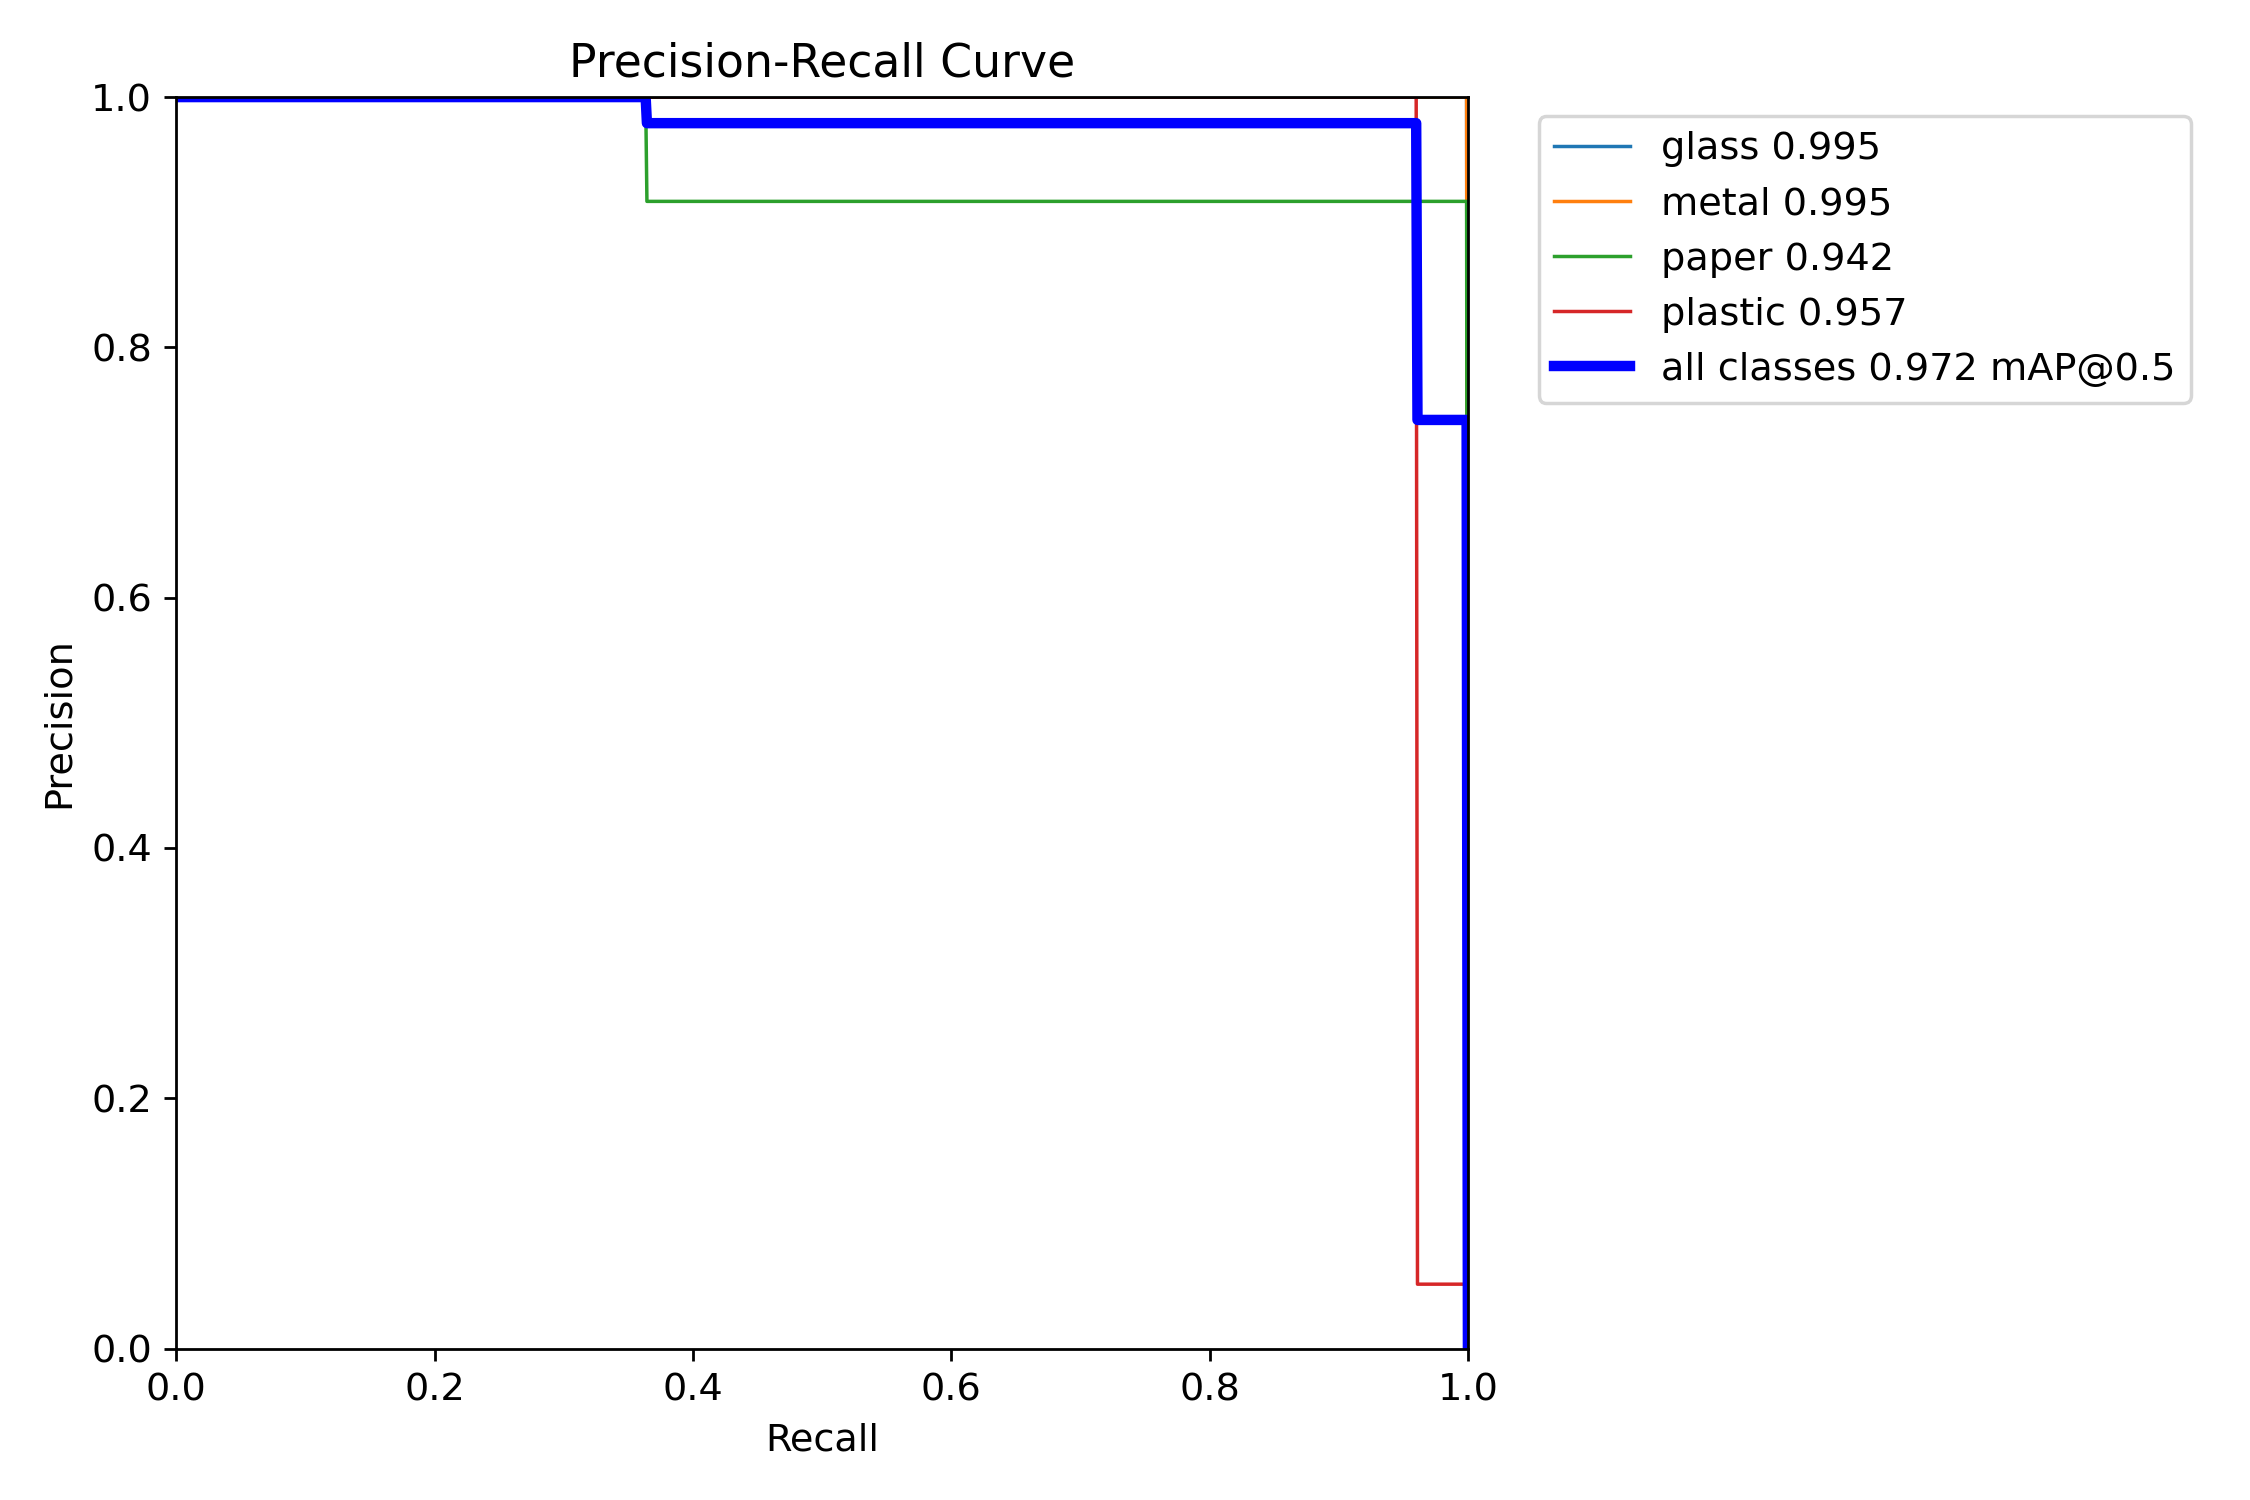 Precision-Recall Curve
1.0
0.8
0.6
0.4
0.2
0.0
Precision
0.0 0.2 0.4 0.6 0.8 1.0
Recall
glass 0.995
metal 0.995
paper 0.942
plastic 0.957
all classes 0.972 mAP@0.5